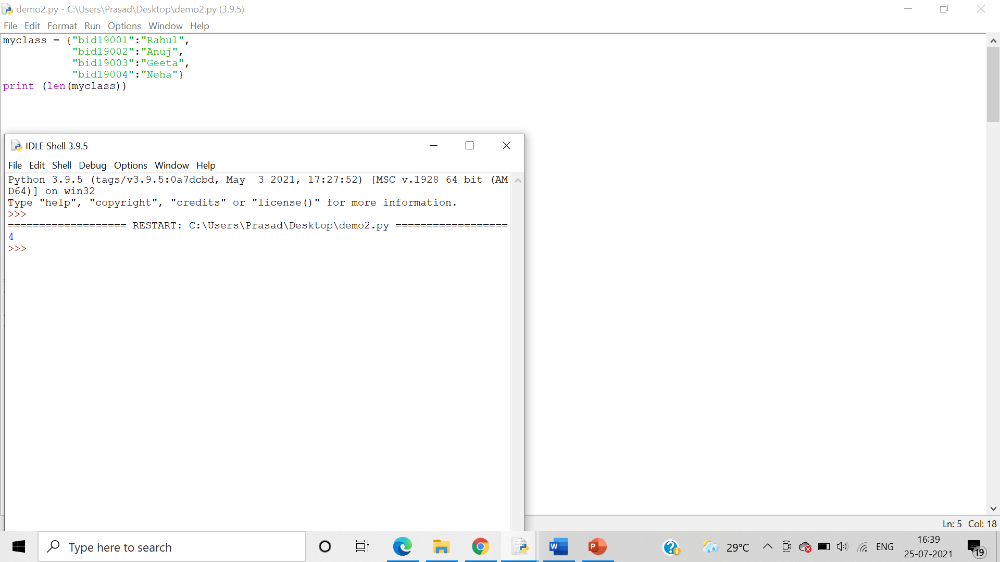 demo2.py - C:\Users\Prasad\Desktop\demo2.py (3.9.5)
File Edit Format Run Options Window Help
myclass = {"bid19001":"Rahul",
"bid19002":"Anuj",
"bid19003":"Geeta",
"bid19004":"Neha"}
print (len(myclass))
IDLE Shell 3.9.5
File Edit Shell Debug Options Window Help
Python 3.9.5 (tags/v3.9.5:0a7dcbd, May  3 2021, 17:27:52) [MSC v.1928 64 bit (AM
D64)] on win32
Type "help", "copyright", "credits" or "license()" for more information.
>>>
=================== RESTART: C:\Users\Prasad\Desktop\demo2.py ==================
4
>>>
Ln: 5 Col: 18
Type here to search
W
P
29°C
ENG
16:39
25-07-2021
19